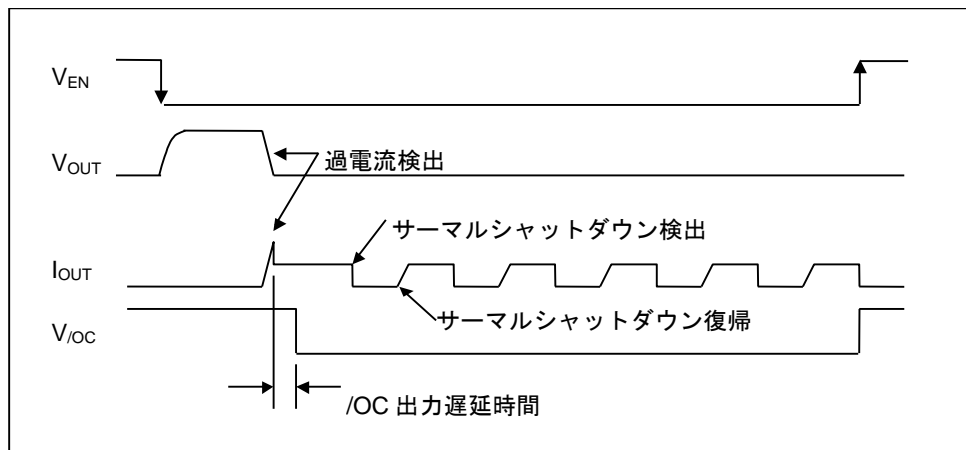 VEN
VOUT
過電流検出
サーマルシャットダウン検出
IOUT
サーマルシャットダウン復帰
V/OC
/OC 出力遅延時間